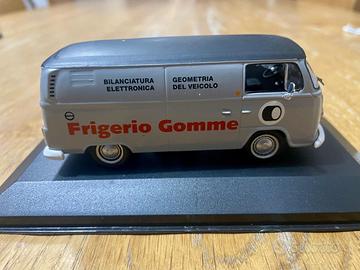 BILANCIATURA
ELETTRONICA
GEOMETRIA
DEL VEICOLO
Frigerio Gomme